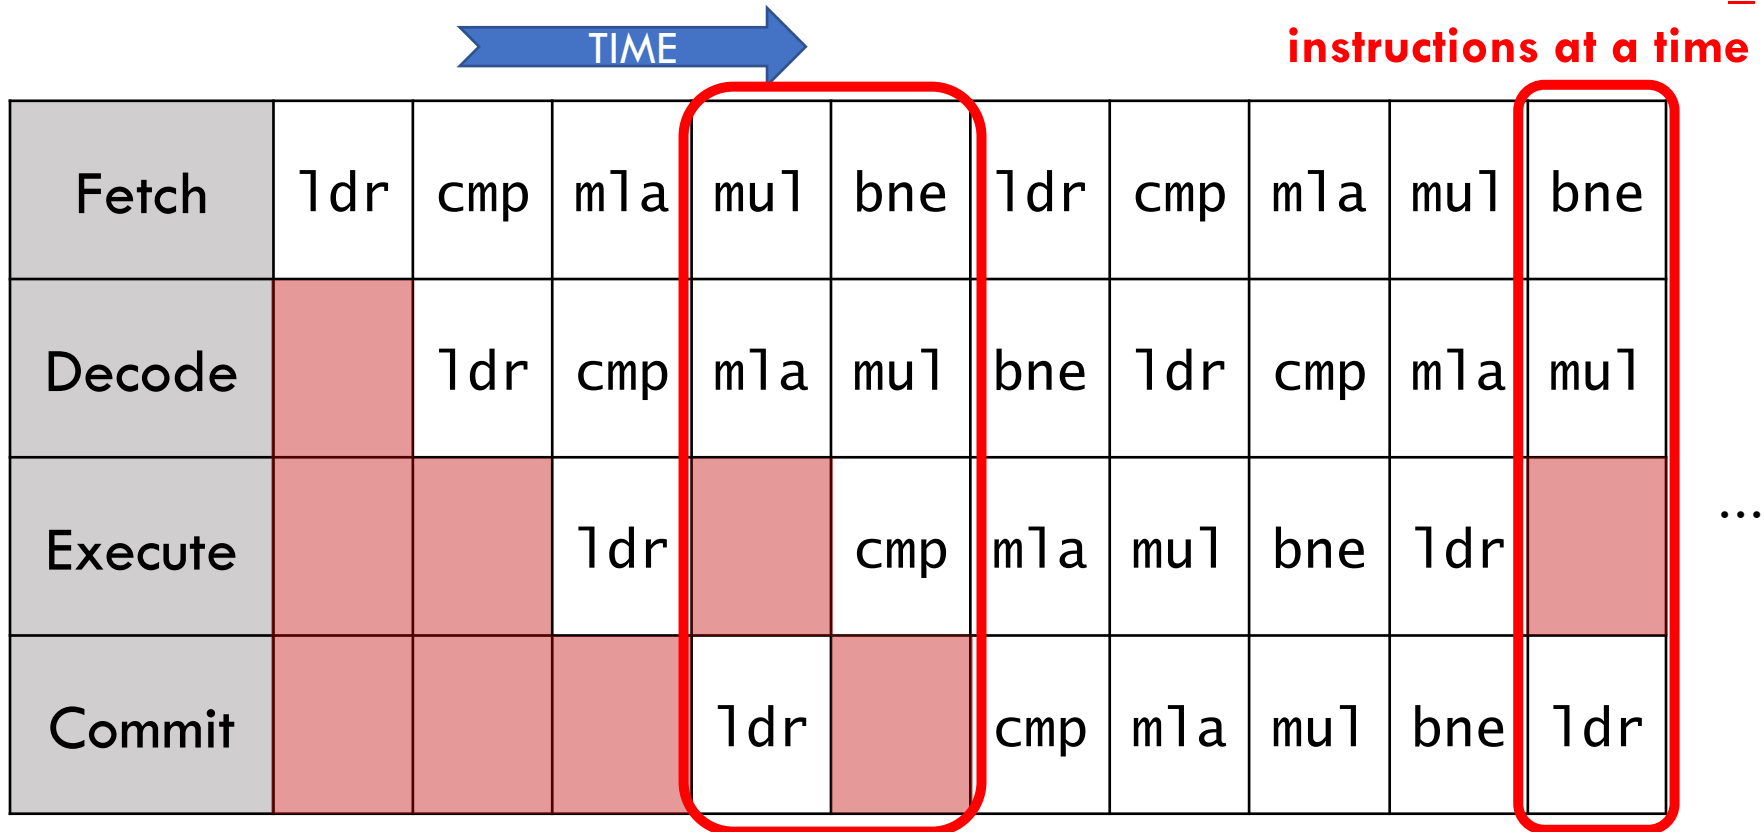 TIME
instructions at a time
Fetch ldr cmp mla mul bne ldr cmp mla mul bne
Decode ldr cmp mla mul bne ldr cmp mla mul
Execute ldr cmp mla mul bne ldr
...
Commit ldr cmp mla mul bne ldr